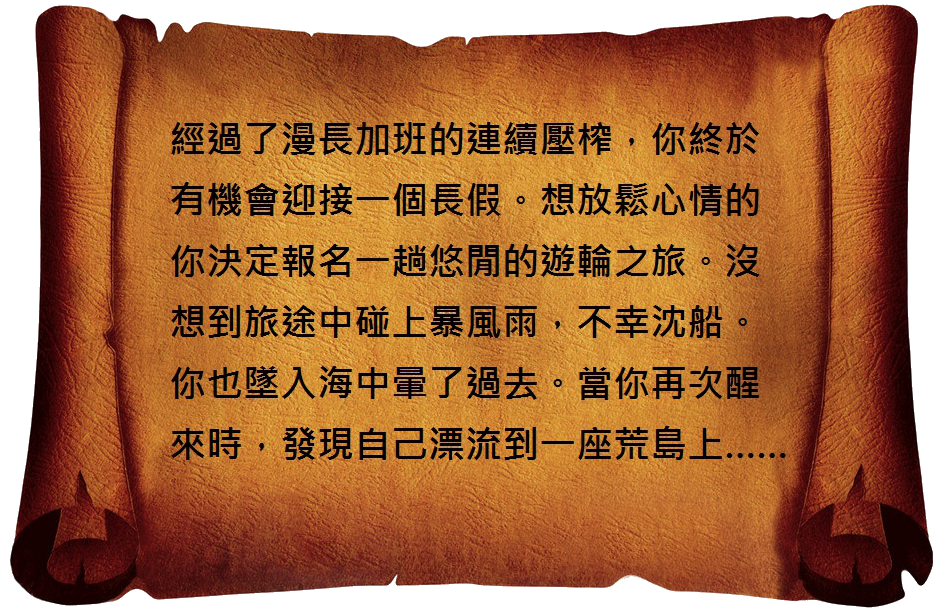 經過了漫長加班的連續壓榨，你終於
有機會迎接一個長假。想放鬆心情的
你決定報名一趟悠閒的遊輪之旅。沒
想到旅途中碰上暴風雨，不幸沈船。
你也墜入海中暈了過去。當你再次醒
來時，發現自己漂流到一座荒島上......